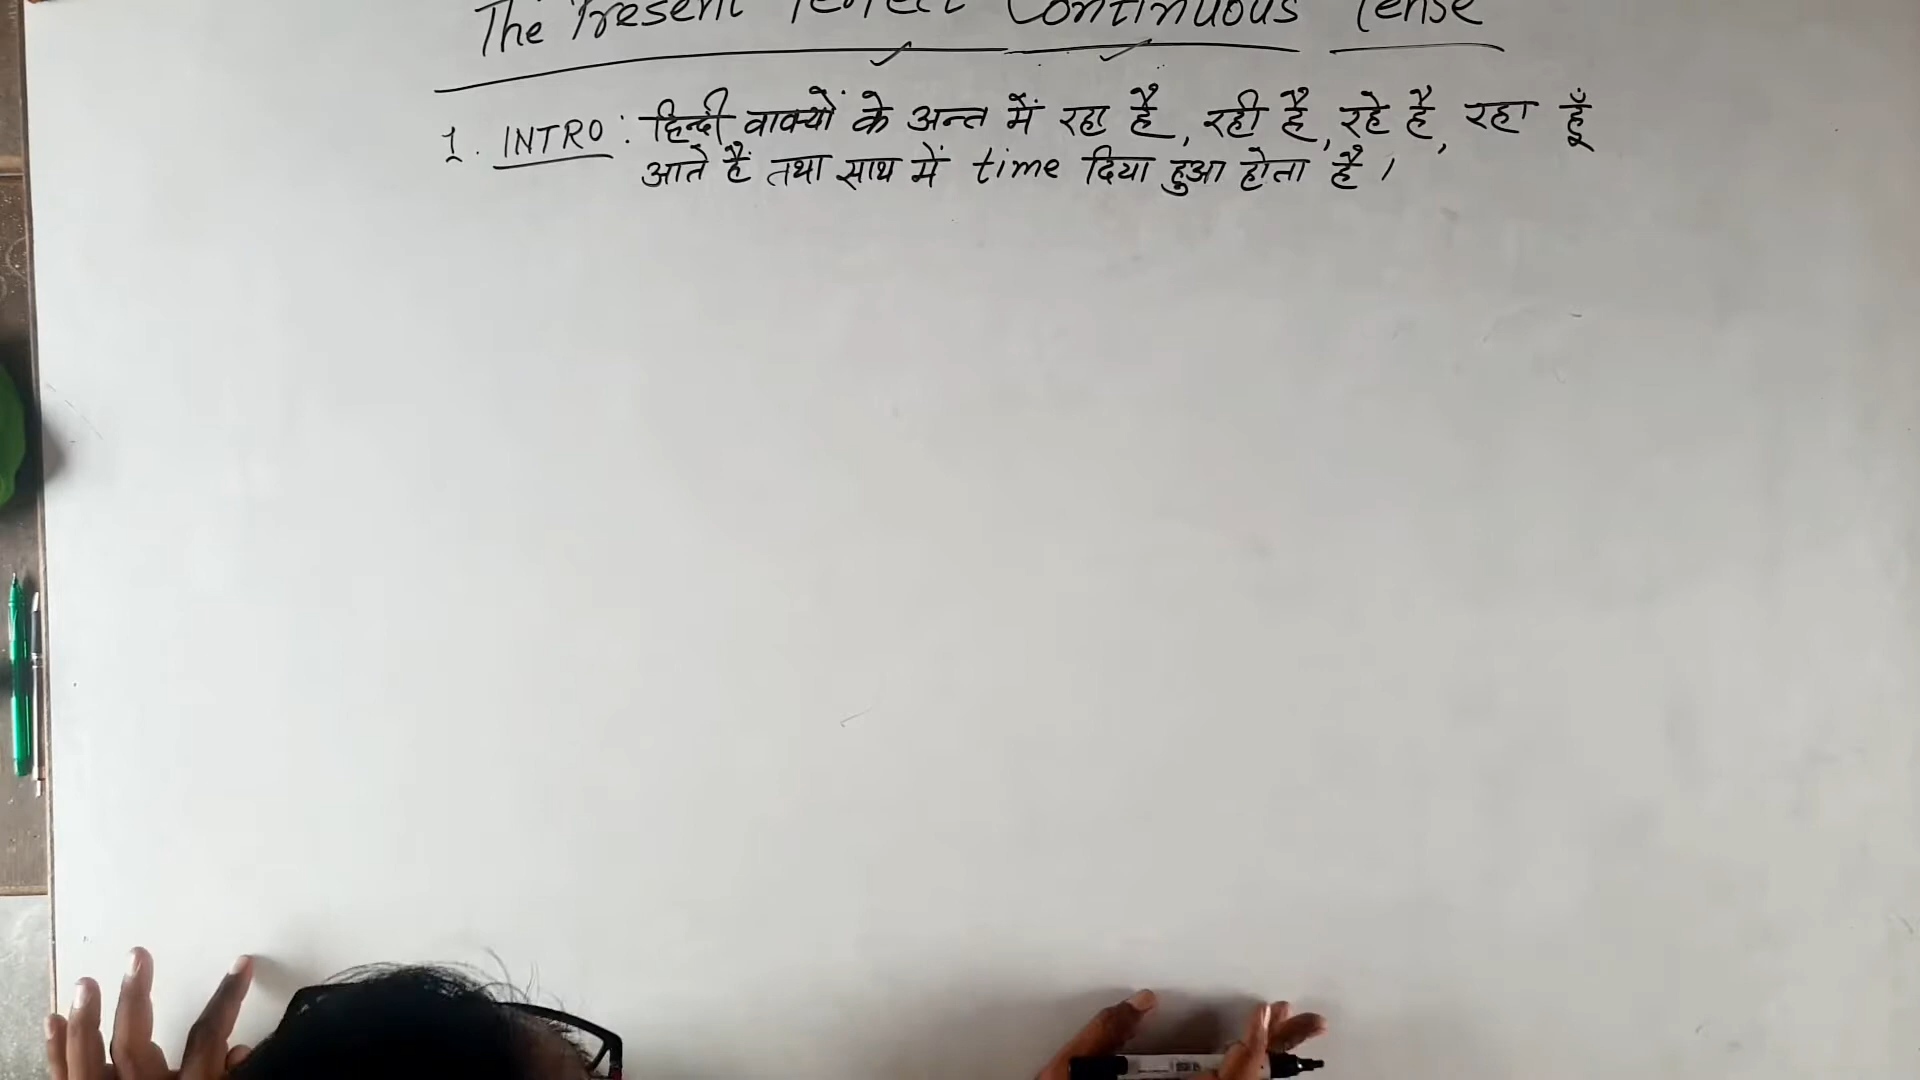 The Present Perfect Continuous Tense
1. INTRO : हिन्दी वाक्यों के अन्त में रहा है, रही है, रहे है, रहा हूँ
आते हैं तथा साथ में time दिया हुआ होता है।